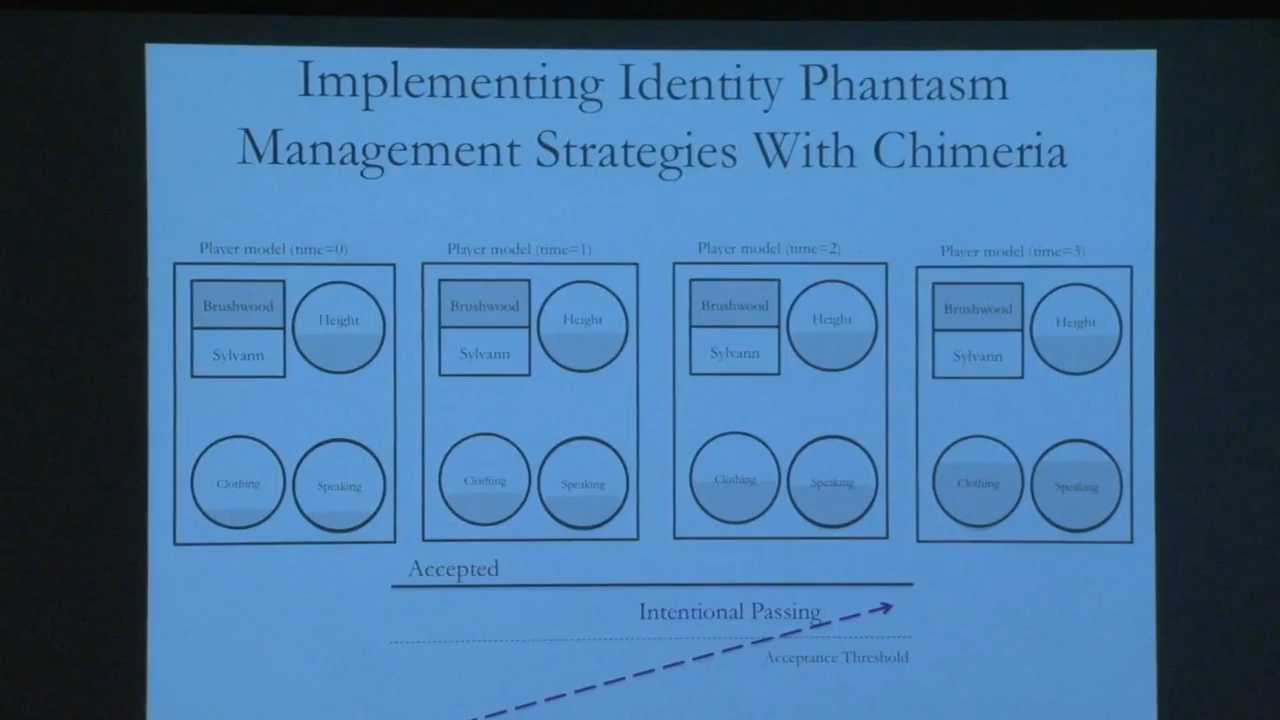 Implementing Identity Phantasm
Management Strategies With Chimeria
Player model (time=0)
Player model (time=1)
Player model (time=2)
Player model (time=3)
Brushwood
Height
Sylvann
Clothing
Speaking
Brushwood
Height
Sylvann
Clothing
Speaking
Brushwood
Height
Sylvann
Clothing
Speaking
Brushwood
Height
Sylvann
Clothing
Speaking
Accepted
Intentional Passing
Acceptance Threshold